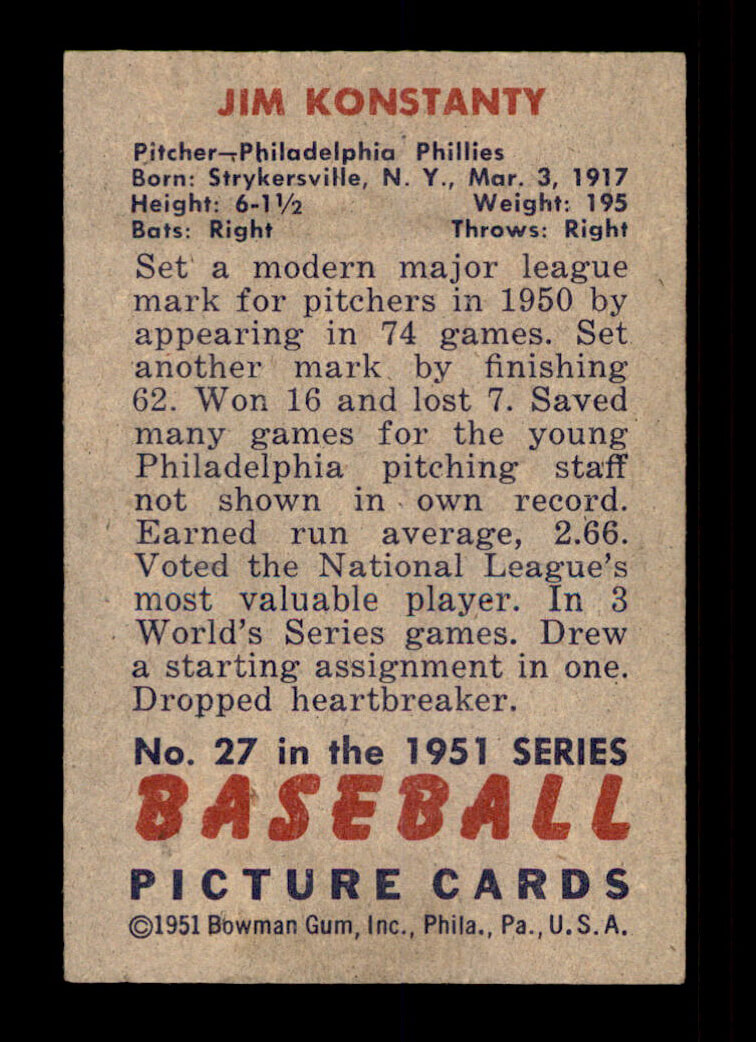 JIM KONSTANTY
Pitcher—Philadelphia Phillies
Born: Strykersville, N. Y., Mar. 3, 1917
Height: 6-1½ Weight: 195
Bats: Right Throws: Right
Set a modern major league
mark for pitchers in 1950 by
appearing in 74 games. Set
another mark by finishing
62. Won 16 and lost 7. Saved
many games for the young
Philadelphia pitching staff
not shown in own record.
Earned run average, 2.66.
Voted the National League's
most valuable player. In 3
World's Series games. Drew
a starting assignment in one.
Dropped heartbreaker.
No. 27 in the 1951 SERIES
BASEBALL
PICTURE CARDS
©1951 Bowman Gum, Inc., Phila., Pa., U.S.A.